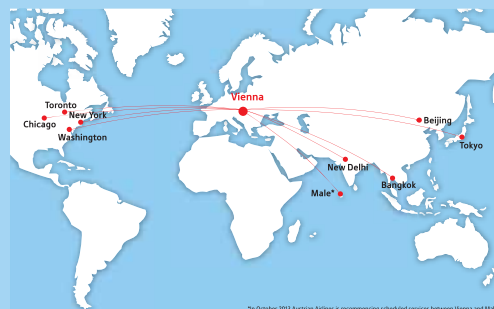 Vienna
Toronto
New York
Chicago
Washington
Beijing
Tokyo
New Delhi
Bangkok
Male*
*In October 2013 Austrian Airlines is recommencing scheduled services between Vienna and